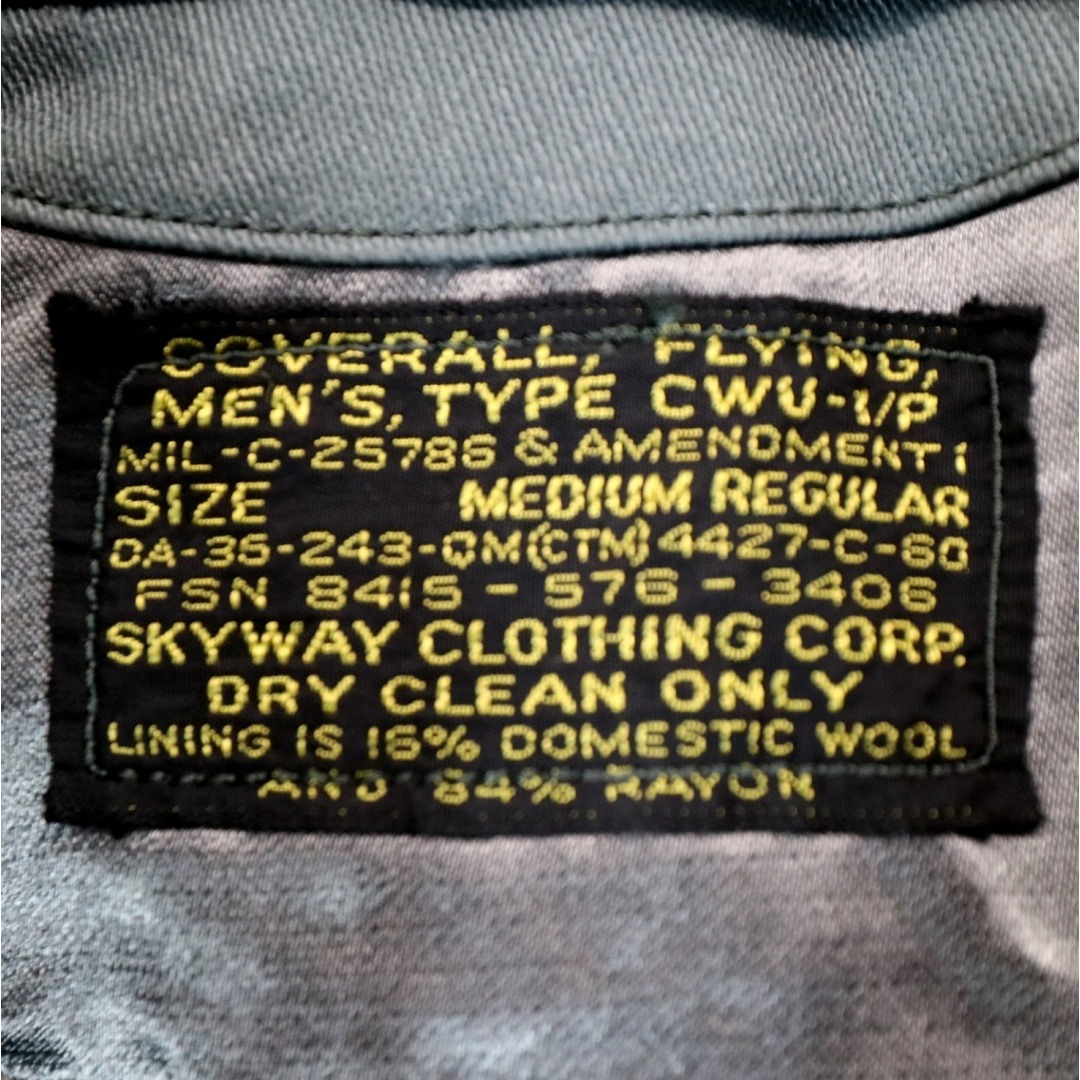 COVERALL, FLYING,
MEN'S, TYPE CWU-1/P
MIL-C-25786 & AMENDMENT 1
SIZE MEDIUM REGULAR
DA-36-243-QM(CTM)4427-C-60
FSN 8415 - 576 - 3406
SKYWAY CLOTHING CORP.
DRY CLEAN ONLY
LINING IS 16% DOMESTIC WOOL
AND 84% RAYON